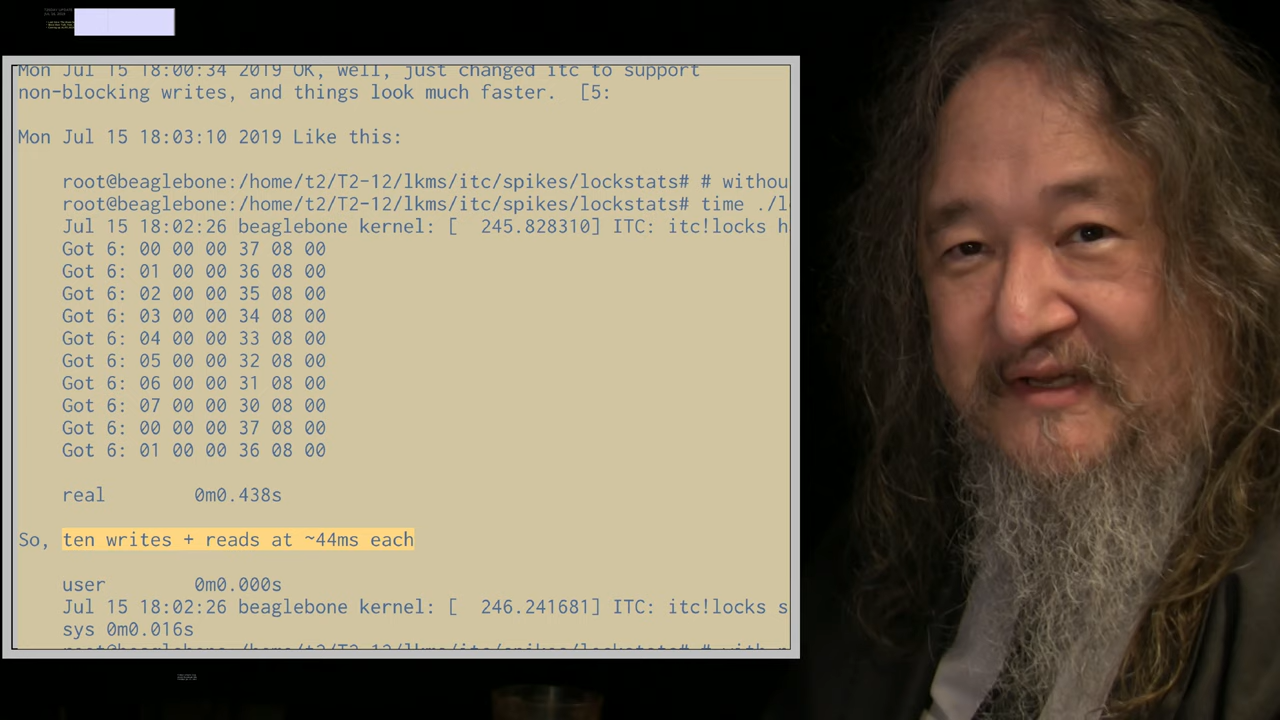 Mon Jul 15 18:00:34 2019 OK, well, just changed itc to support
non-blocking writes, and things look much faster.  [5:
Mon Jul 15 18:03:10 2019 Like this:
root@beaglebone:/home/t2/T2-12/lkms/itc/spikes/lockstats# # withou
root@beaglebone:/home/t2/T2-12/lkms/itc/spikes/lockstats# time ./l
Jul 15 18:02:26 beaglebone kernel: [  245.828310] ITC: itc!locks h
Got 6: 00 00 00 37 08 00
Got 6: 01 00 00 36 08 00
Got 6: 02 00 00 35 08 00
Got 6: 03 00 00 34 08 00
Got 6: 04 00 00 33 08 00
Got 6: 05 00 00 32 08 00
Got 6: 06 00 00 31 08 00
Got 6: 07 00 00 30 08 00
Got 6: 00 00 00 37 08 00
Got 6: 01 00 00 36 08 00
real 0m0.438s
So, ten writes + reads at ~44ms each
user 0m0.000s
Jul 15 18:02:26 beaglebone kernel: [  246.241681] ITC: itc!locks s
sys 0m0.016s